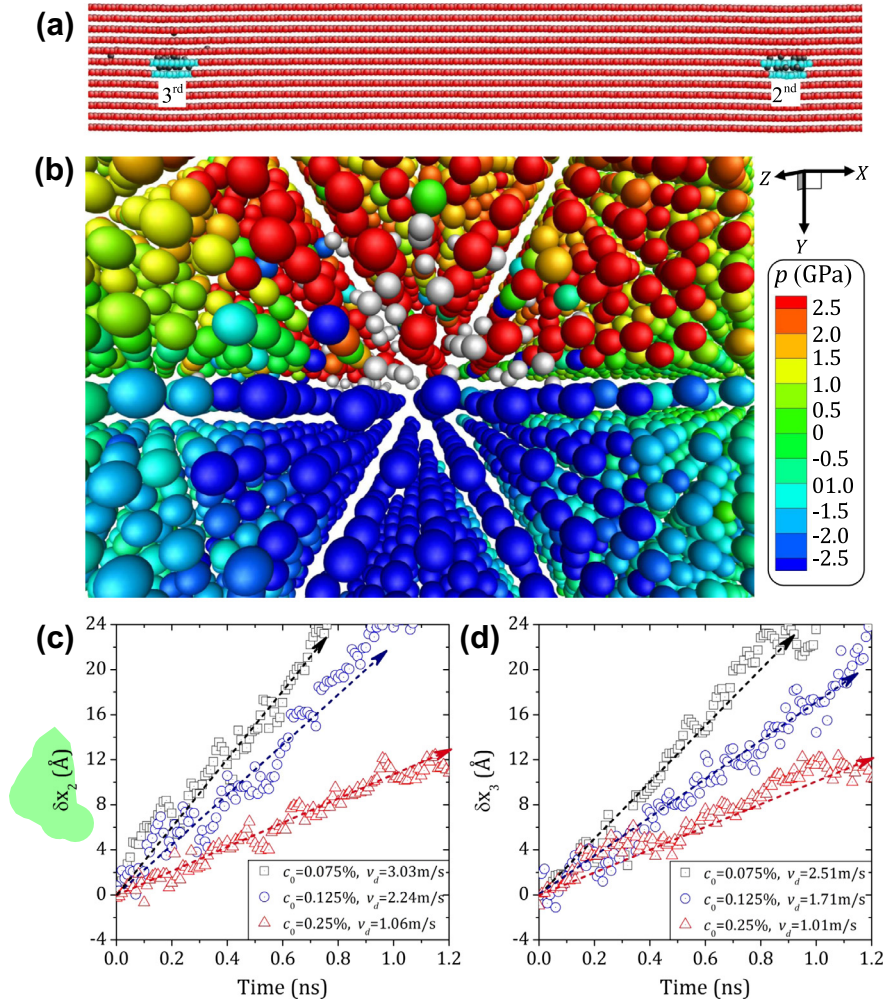 (a)
3rd
2nd
(b)
Z
X
Y
p (GPa)
2.5
2.0
1.5
1.0
0.5
0
-0.5
01.0
-1.5
-2.0
-2.5
(c)
24
20
16
12
8
4
0
-4
δx2 (Å)
c0=0.075%, vd=3.03m/s
c0=0.125%, vd=2.24m/s
c0=0.25%, vd=1.06m/s
0.0 0.2 0.4 0.6 0.8 1.0 1.2
Time (ns)
(d)
24
20
16
12
8
4
0
-4
δx3 (Å)
c0=0.075%, vd=2.51m/s
c0=0.125%, vd=1.71m/s
c0=0.25%, vd=1.01m/s
0.0 0.2 0.4 0.6 0.8 1.0 1.2
Time (ns)